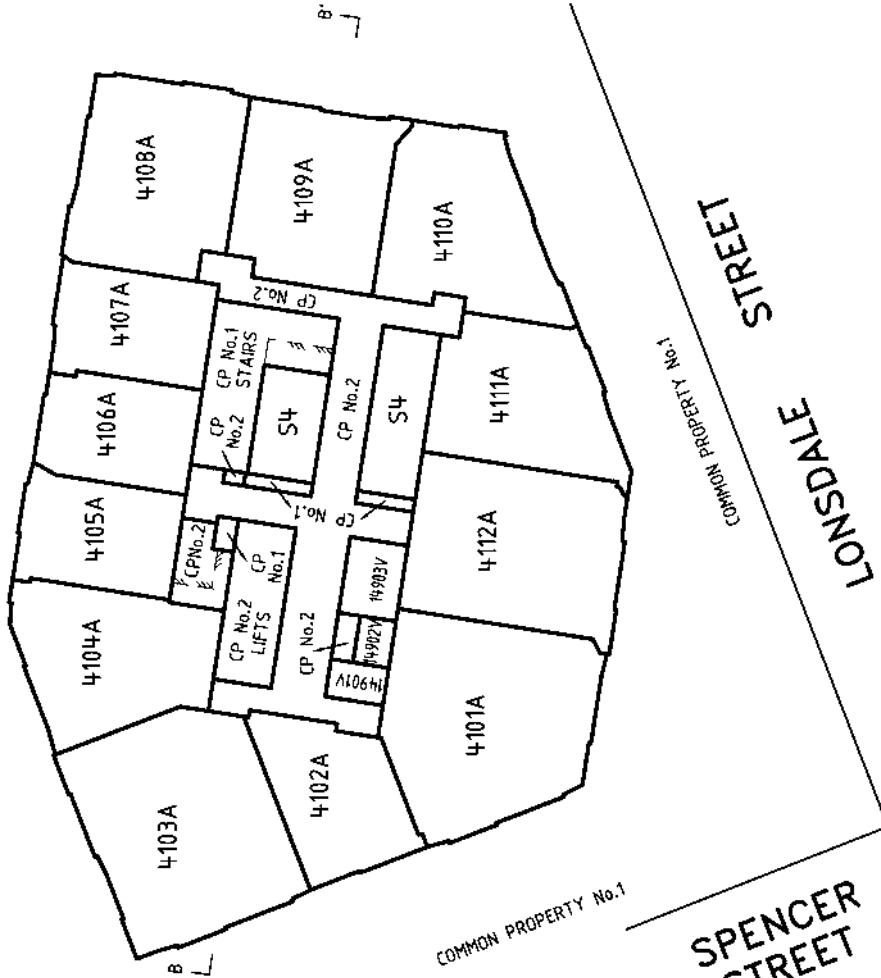 B'
4108A
4109A
4110A
4107A
CP No.2
CP No.1
STAIRS
4106A
CP
No.2
S4
CP No.2
S4
4111A
STREET
COMMON PROPERTY No.1
LONSDALE
4105A
CP No.1
CPNo.2
CP
No.1
4112A
14903V
4104A
CP No.2
LIFTS
CP No.2
14902V
14901V
4101A
4102A
4103A
COMMON PROPERTY No.1
SPENCER
STREET
B